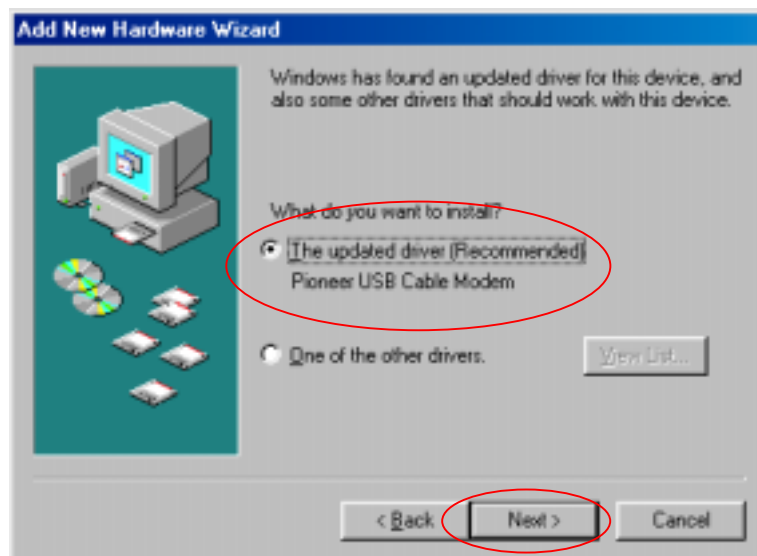 Add New Hardware Wizard
Windows has found an updated driver for this device, and
also some other drivers that should work with this device.
What do you want to install?
The updated driver (Recommended)
Pioneer USB Cable Modem
One of the other drivers.
View List...
< Back
Next >
Cancel